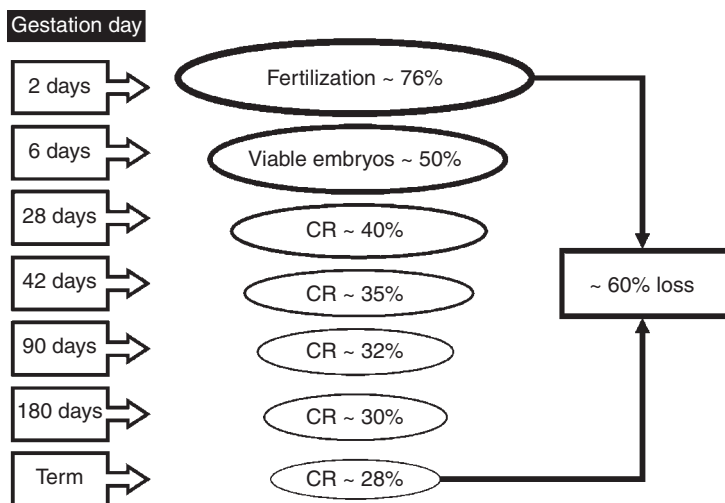 Gestation day
2 days
Fertilization ~ 76%
6 days
Viable embryos ~ 50%
28 days
CR ~ 40%
42 days
CR ~ 35%
~ 60% loss
90 days
CR ~ 32%
180 days
CR ~ 30%
Term
CR ~ 28%